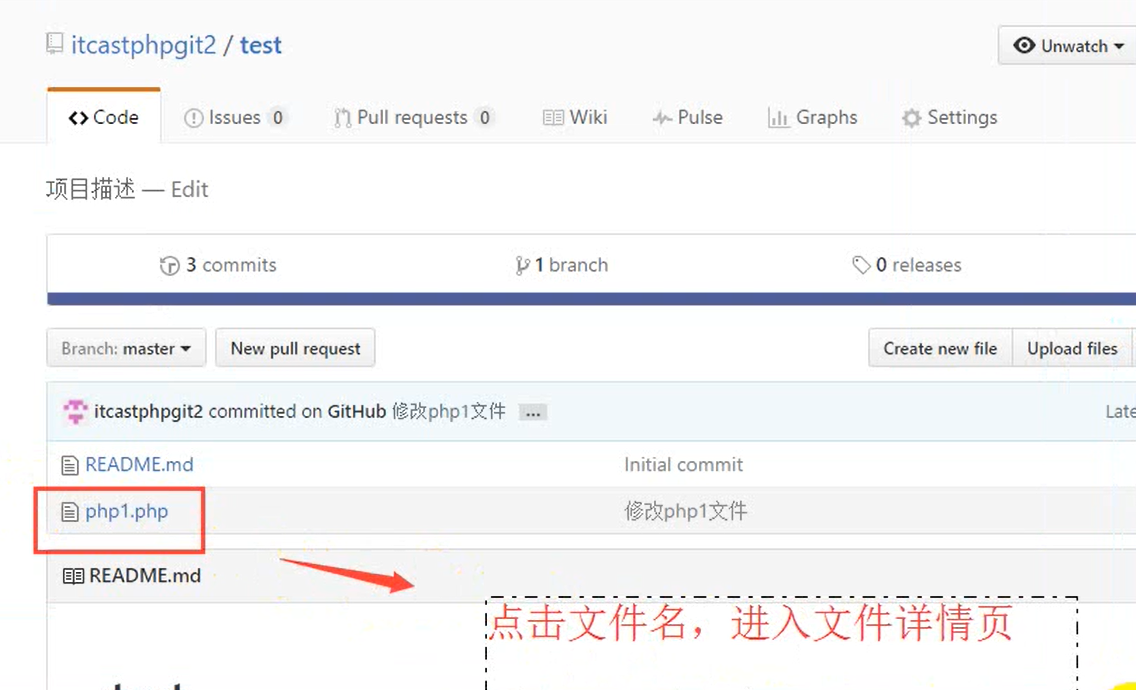 itcastphpgit2 / test
Unwatch
Code Issues 0 Pull requests 0 Wiki Pulse Graphs Settings
项目描述 — Edit
3 commits 1 branch 0 releases
Branch: master New pull request Create new file Upload files
itcastphpgit2 committed on GitHub 修改php1文件 ...
README.md Initial commit
php1.php 修改php1文件
README.md
点击文件名，进入文件详情页